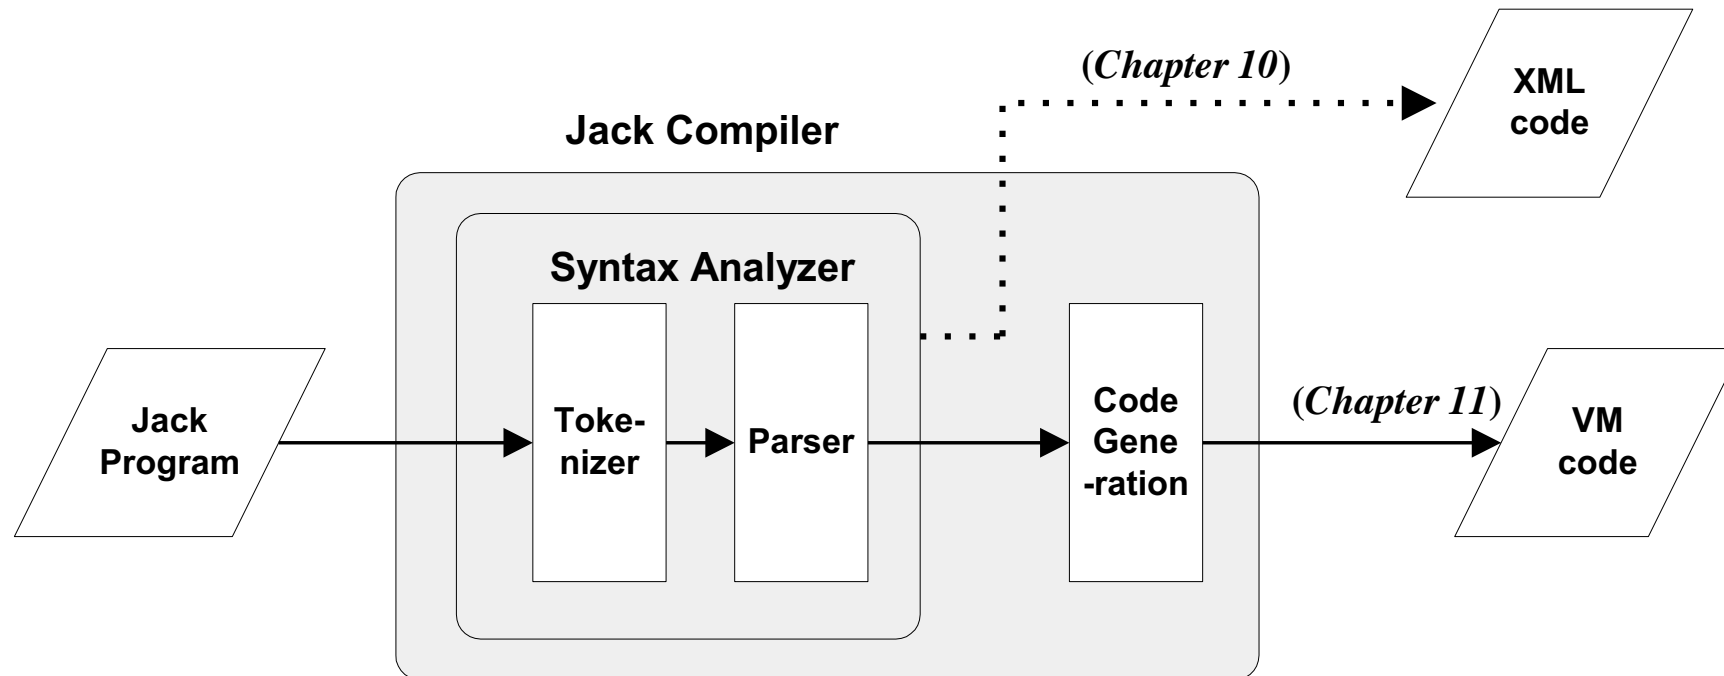 (Chapter 10)
XML
code
Jack Compiler
Syntax Analyzer
Jack
Program
Toke-
nizer
Parser
Code
Gene
-ration
(Chapter 11)
VM
code